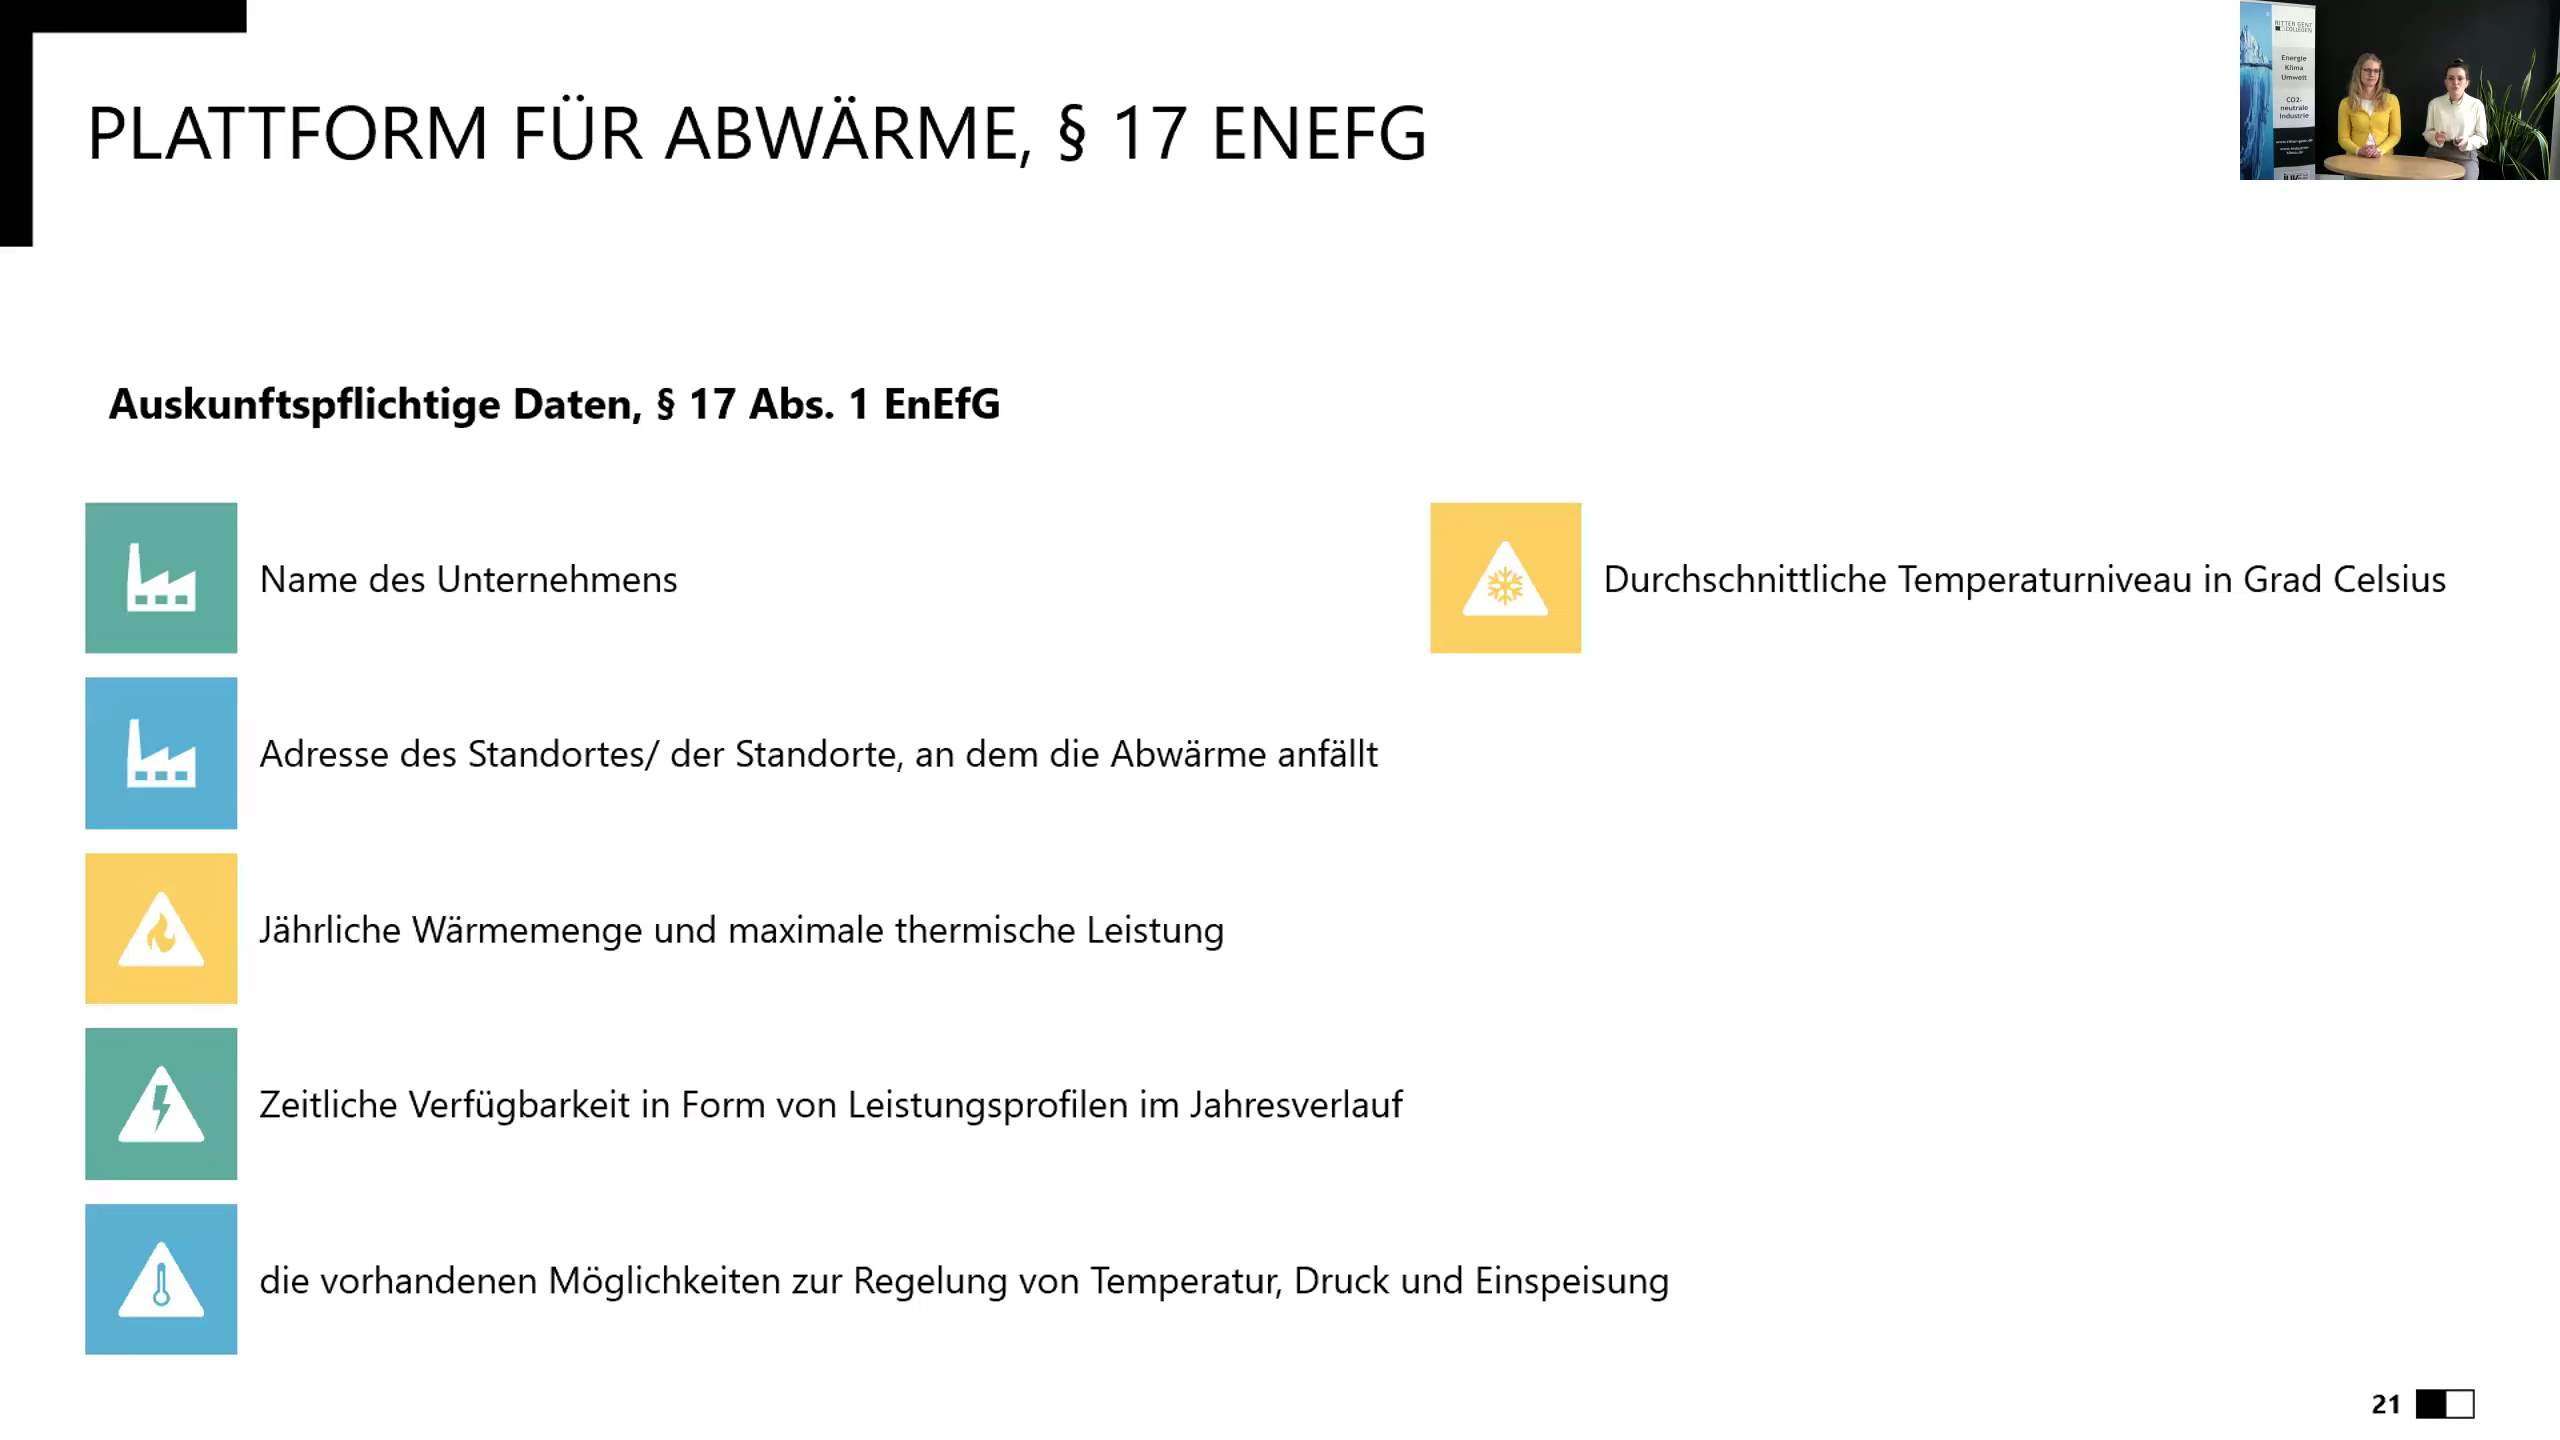 PLATTFORM FÜR ABWÄRME, § 17 ENEFG
RITTER GENT
COLLEGEN
Energie
Klima
Umwelt
CO2-
neutrale
Industrie
Auskunftspflichtige Daten, § 17 Abs. 1 EnEfG
Name des Unternehmens
Durchschnittliche Temperaturniveau in Grad Celsius
Adresse des Standortes/ der Standorte, an dem die Abwärme anfällt
Jährliche Wärmemenge und maximale thermische Leistung
Zeitliche Verfügbarkeit in Form von Leistungsprofilen im Jahresverlauf
die vorhandenen Möglichkeiten zur Regelung von Temperatur, Druck und Einspeisung
21